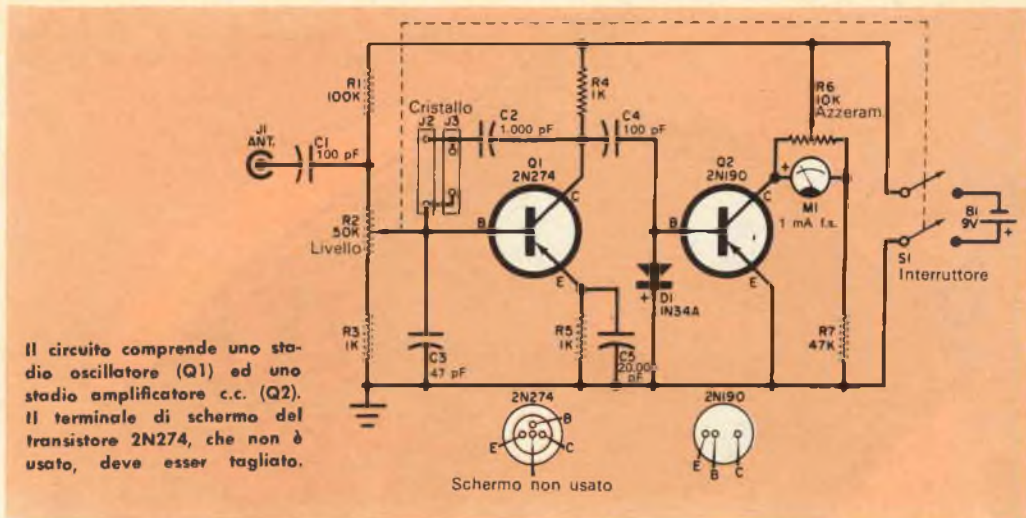 R1
100K
J1
ANT.
C1
100 pF
R2
50K
Livello
R3
1K
Cristallo
J2 J3
C2
1.000 pF
R4
1K
C4
100 pF
Q1
2N274
B
C
E
C3
47 pF
R5
1K
C5
20.000
pF
+ D1
1N34A
Q2
2N190
B
C
E
R6
10K
Azzeram.
+
M1
1 mA f.s.
R7
47K
S1
Interruttore
B1
9V
+
2N274
B
E
C
Schermo non usato
2N190
E
B
C
Il circuito comprende uno sta-
dio oscillatore (Q1) ed uno
stadio amplificatore c.c. (Q2).
Il terminale di schermo del
transistore 2N274, che non è
usato, deve esser tagliato.